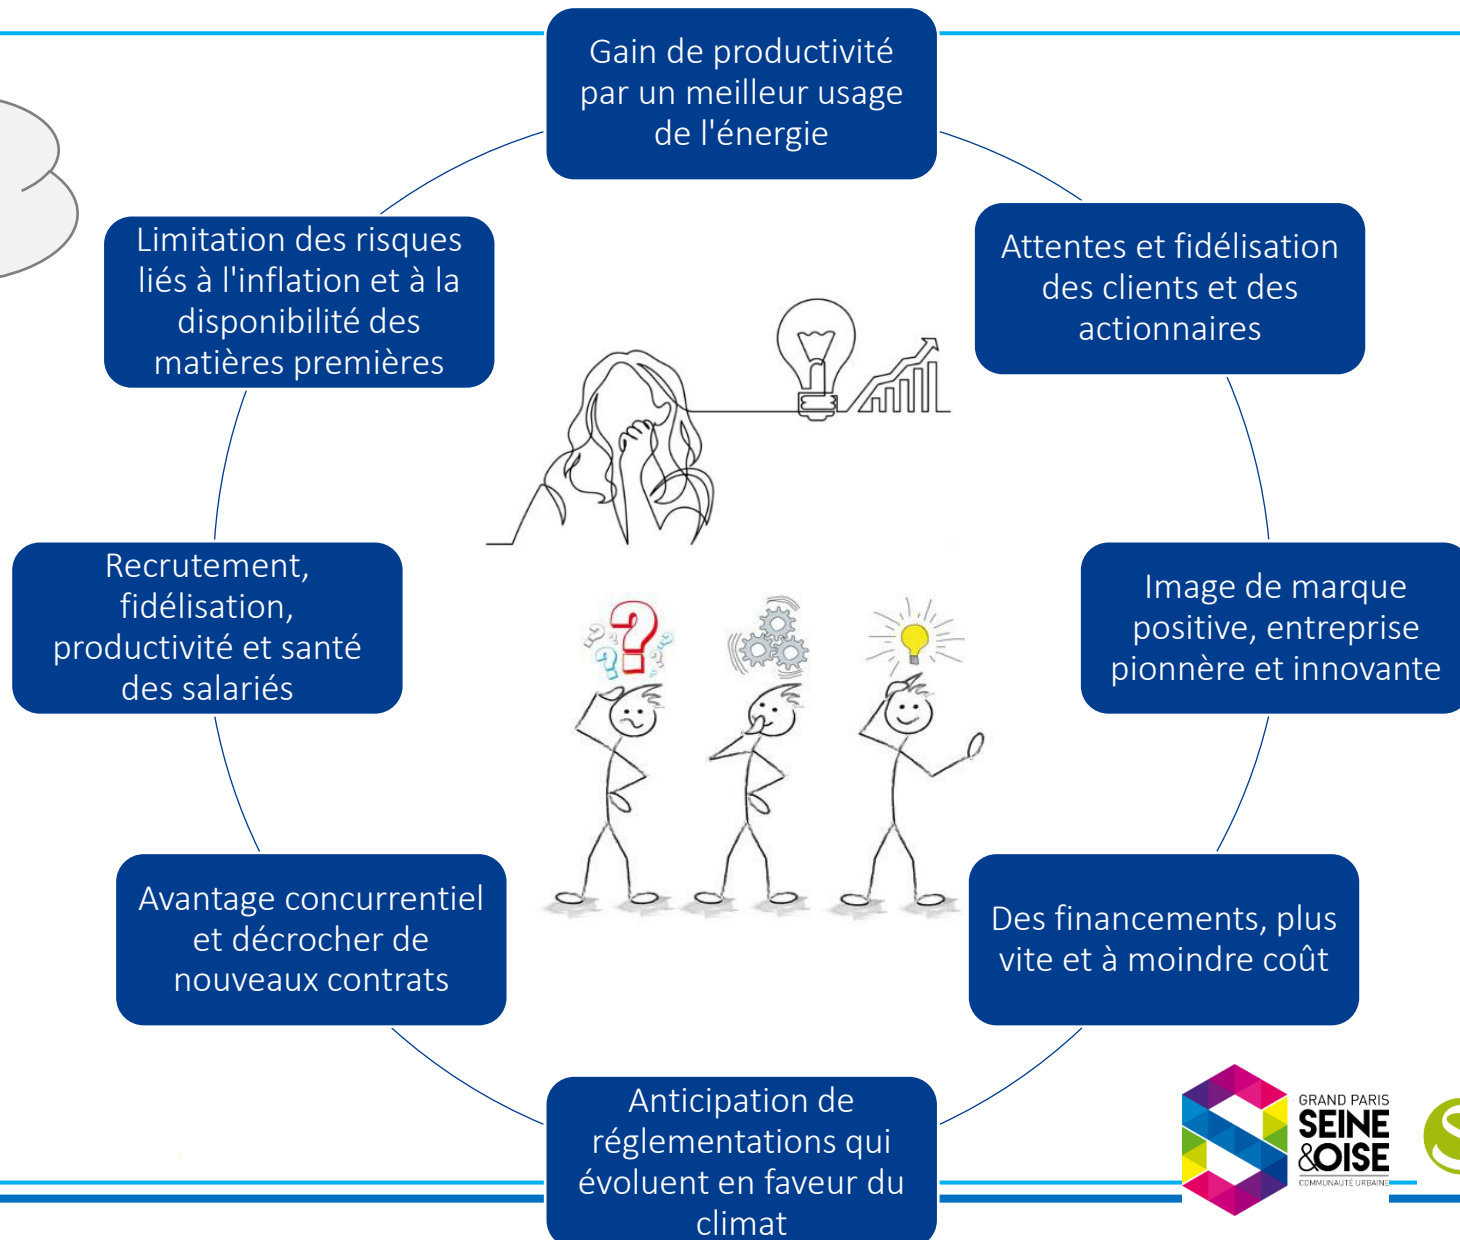 Gain de productivité
par un meilleur usage
de l'énergie
Attentes et fidélisation
des clients et des
actionnaires
Image de marque
positive, entreprise
pionnère et innovante
Des financements, plus
vite et à moindre coût
Anticipation de
réglementations qui
évoluent en faveur du
climat
Avantage concurrentiel
et décrocher de
nouveaux contrats
Recrutement,
fidélisation,
productivité et santé
des salariés
Limitation des risques
liés à l'inflation et à la
disponibilité des
matières premières
GRAND PARIS
SEINE
&OISE
COMMUNAUTÉ URBAINE